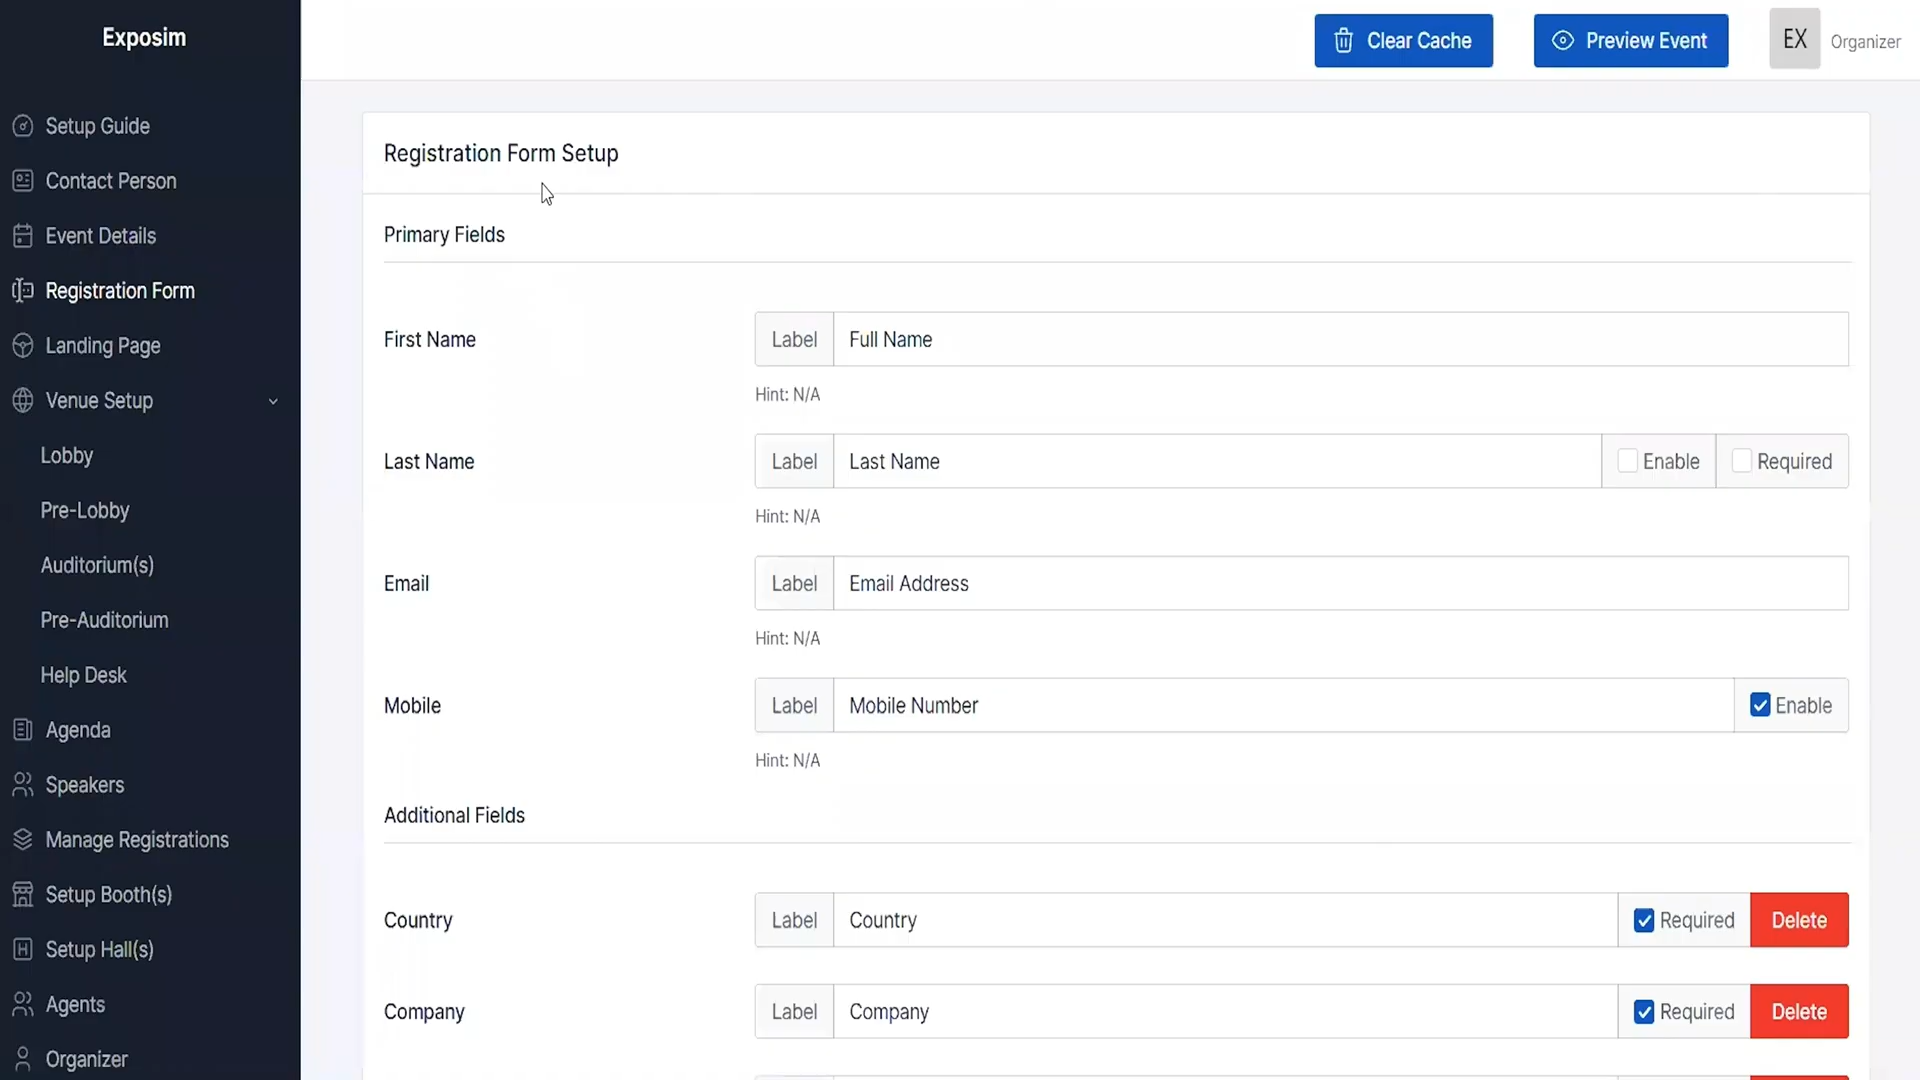 Exposim
Clear Cache
Preview Event
EX
Organizer
Setup Guide
Contact Person
Event Details
Registration Form
Landing Page
Venue Setup
Lobby
Pre-Lobby
Auditorium(s)
Pre-Auditorium
Help Desk
Agenda
Speakers
Manage Registrations
Setup Booth(s)
Setup Hall(s)
Agents
Organizer
Registration Form Setup
Primary Fields
First Name
Label Full Name
Hint: N/A
Last Name
Label Last Name Enable Required
Hint: N/A
Email
Label Email Address
Hint: N/A
Mobile
Label Mobile Number Enable
Hint: N/A
Additional Fields
Country
Label Country Required Delete
Company
Label Company Required Delete